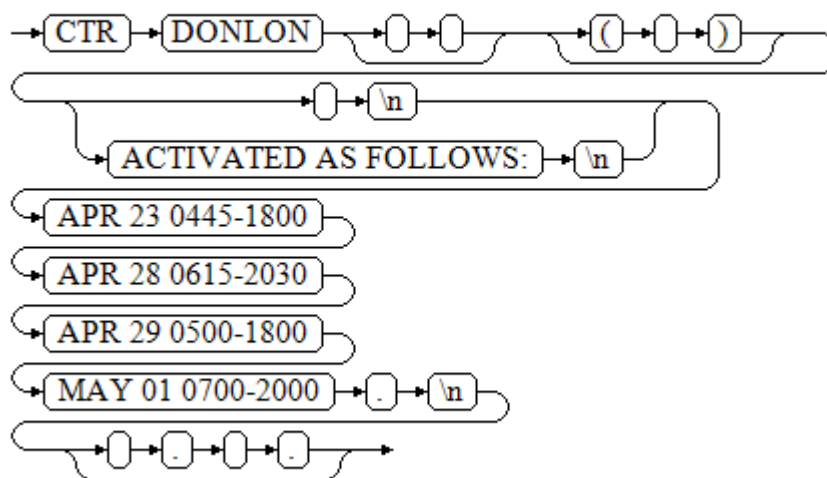 CTR DONLON ( )
\n
ACTIVATED AS FOLLOWS: \n
APR 23 0445-1800
APR 28 0615-2030
APR 29 0500-1800
MAY 01 0700-2000 . \n
. .